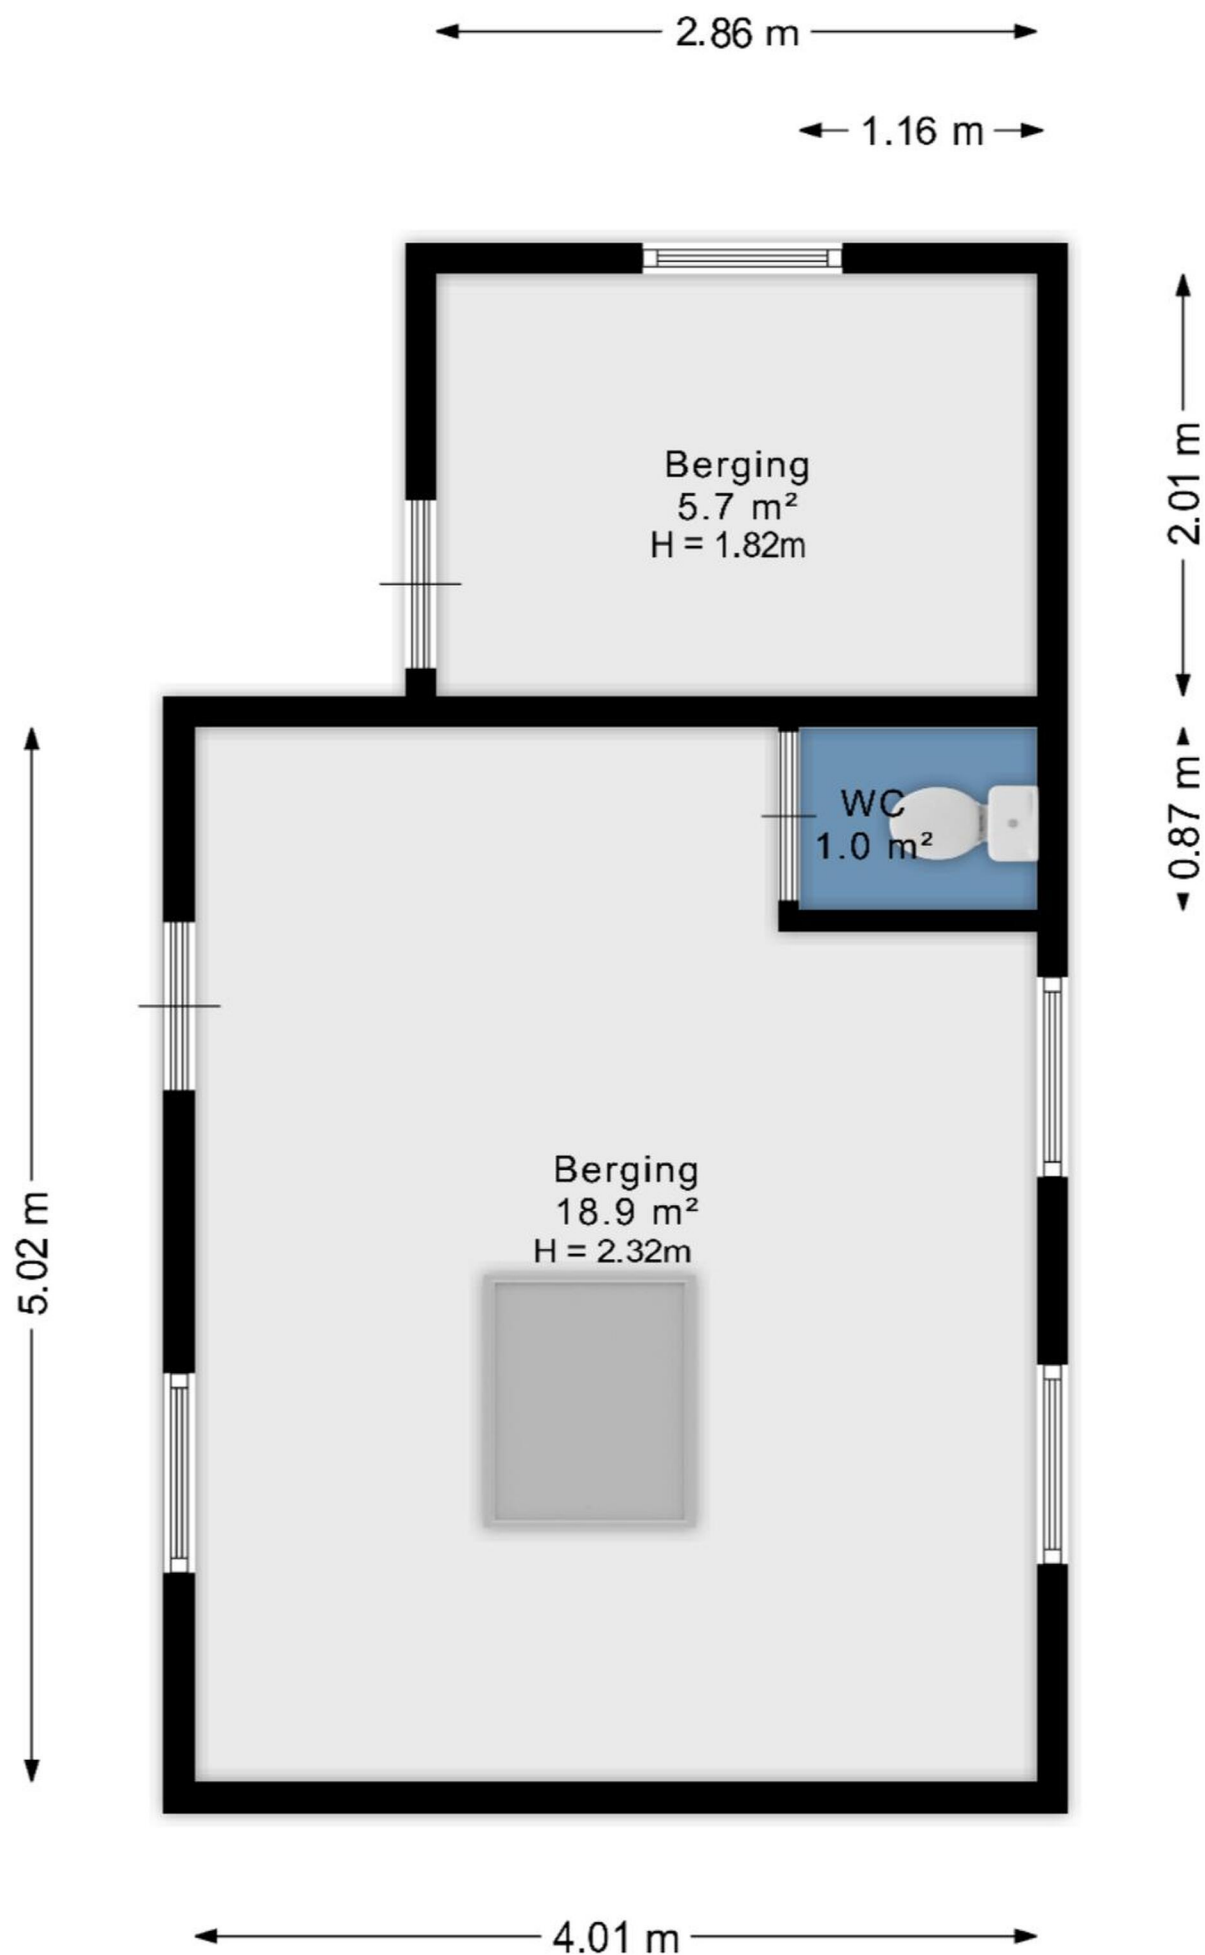 2.86 m
1.16 m
Berging
5.7 m²
H = 1.82m
2.01 m
WC
1.0 m²
0.87 m
Berging
18.9 m²
H = 2.32m
5.02 m
4.01 m